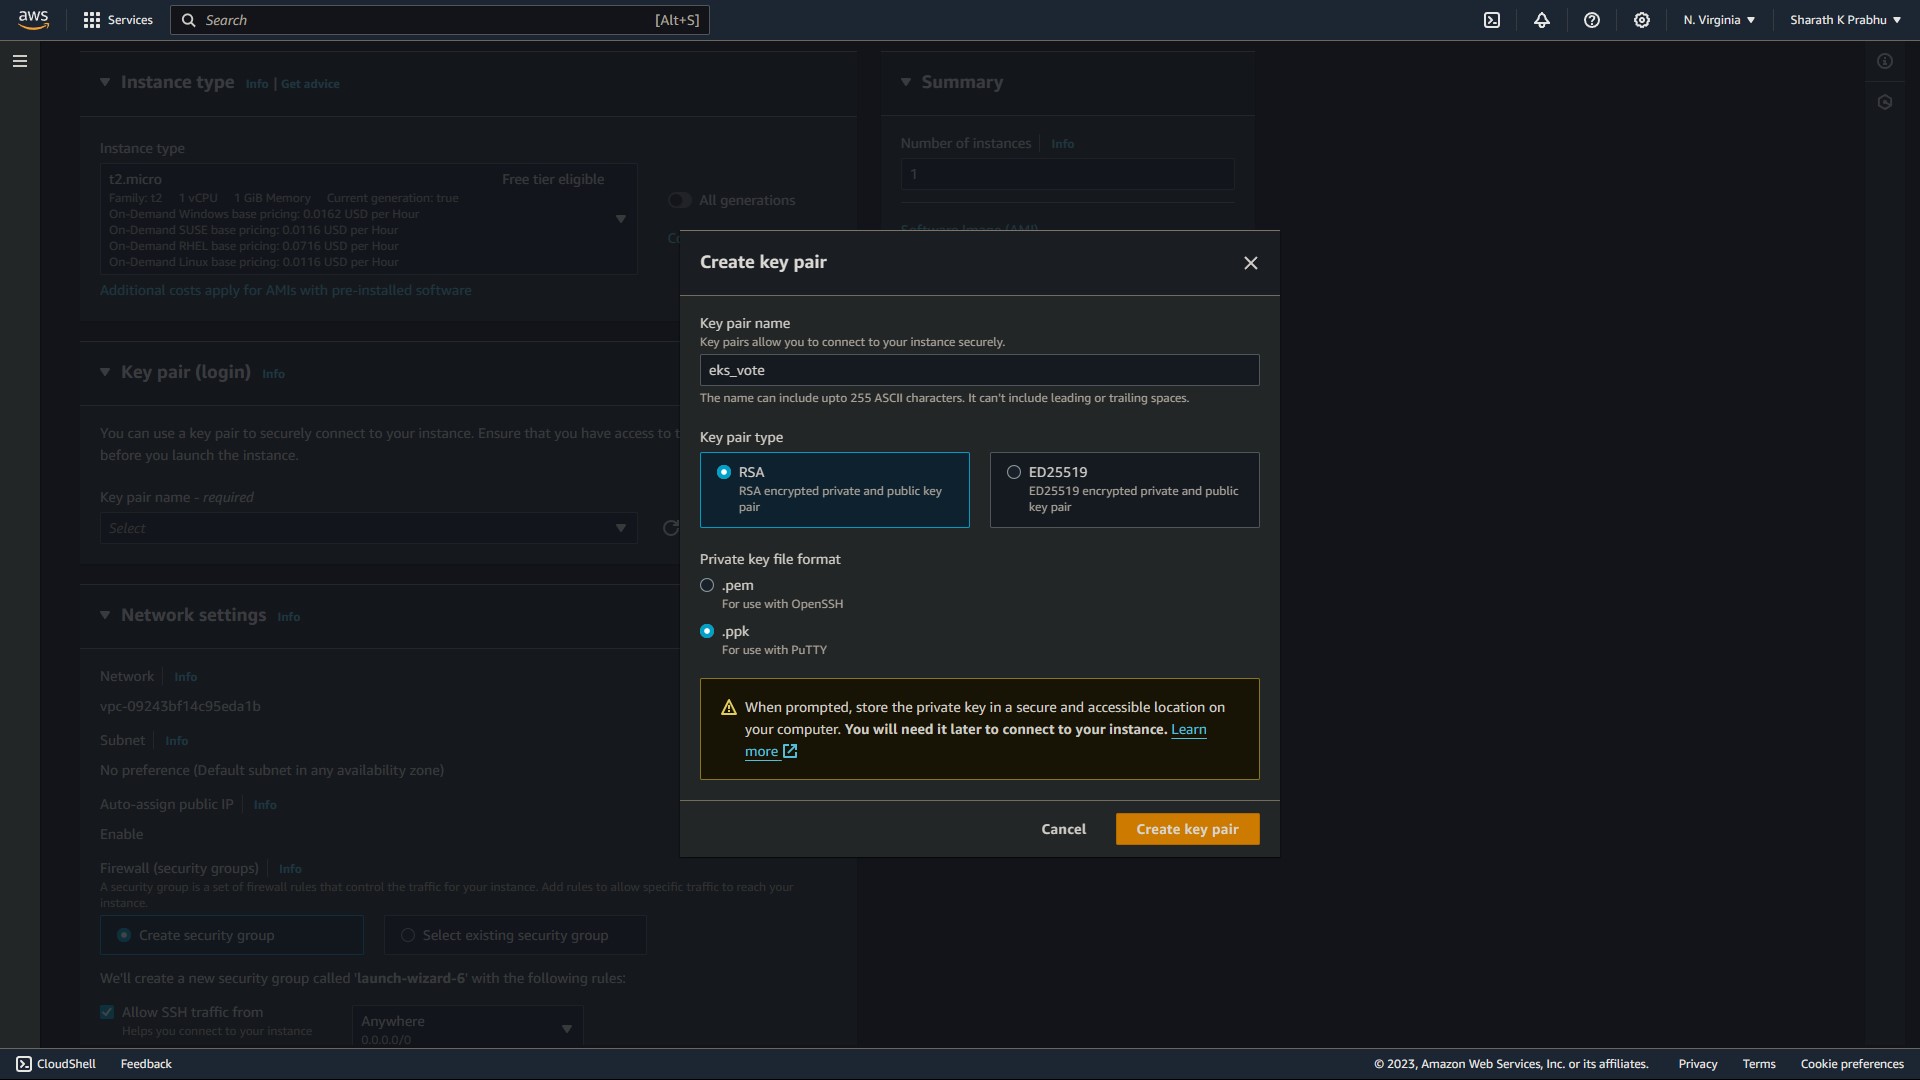 aws
Services
Search
[Alt+S]
N. Virginia
Sharath K Prabhu
Instance type
Info | Get advice
Instance type
t2.micro
Free tier eligible
Family: t2 1 vCPU 1 GiB Memory Current generation: true
On-Demand Windows base pricing: 0.0162 USD per Hour
On-Demand SUSE base pricing: 0.0116 USD per Hour
On-Demand RHEL base pricing: 0.0716 USD per Hour
On-Demand Linux base pricing: 0.0116 USD per Hour
All generations
Additional costs apply for AMIs with pre-installed software
Summary
Number of instances
Info
1
Software Image (AMI)
Key pair (login)
Info
You can use a key pair to securely connect to your instance. Ensure that you have access to t
before you launch the instance.
Key pair name - required
Select
Network settings
Info
Network
Info
vpc-09243bf14c95eda1b
Subnet
Info
No preference (Default subnet in any availability zone)
Auto-assign public IP
Info
Enable
Firewall (security groups)
Info
A security group is a set of firewall rules that control the traffic for your instance. Add rules to allow specific traffic to reach your
instance.
Create security group
Select existing security group
We'll create a new security group called 'launch-wizard-6' with the following rules:
Allow SSH traffic from
Helps you connect to your instance
Anywhere
0.0.0.0/0
Create key pair
Key pair name
Key pairs allow you to connect to your instance securely.
eks_vote
The name can include upto 255 ASCII characters. It can't include leading or trailing spaces.
Key pair type
RSA
RSA encrypted private and public key
pair
ED25519
ED25519 encrypted private and public
key pair
Private key file format
.pem
For use with OpenSSH
.ppk
For use with PuTTY
When prompted, store the private key in a secure and accessible location on
your computer. You will need it later to connect to your instance. Learn
more
Cancel
Create key pair
CloudShell
Feedback
© 2023, Amazon Web Services, Inc. or its affiliates.
Privacy
Terms
Cookie preferences